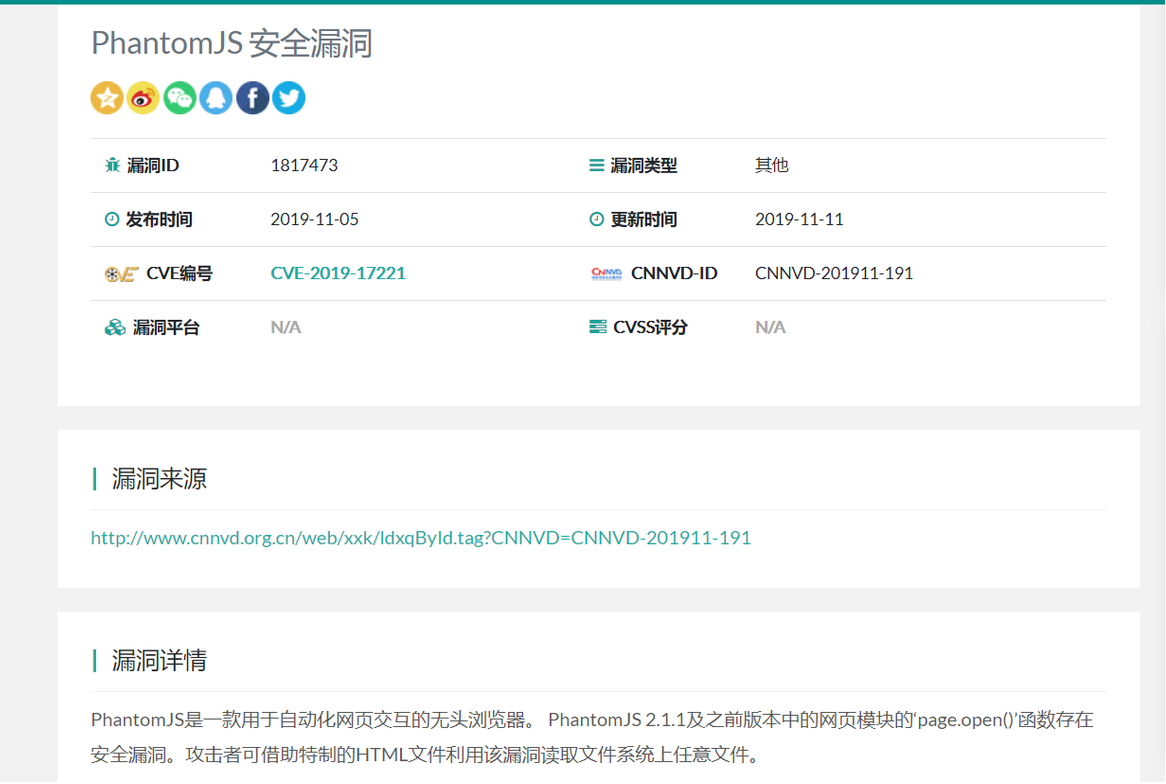 PhantomJS 安全漏洞
漏洞ID 1817473 漏洞类型 其他
发布时间 2019-11-05 更新时间 2019-11-11
CVE编号 CVE-2019-17221 CNNVD CNNVD-ID CNNVD-201911-191
漏洞平台 N/A CVSS评分 N/A
漏洞来源
http://www.cnnvd.org.cn/web/xxk/ldxqById.tag?CNNVD=CNNVD-201911-191
漏洞详情
PhantomJS是一款用于自动化网页交互的无头浏览器。 PhantomJS 2.1.1及之前版本中的网页模块的‘page.open()’函数存在
安全漏洞。攻击者可借助特制的HTML文件利用该漏洞读取文件系统上任意文件。